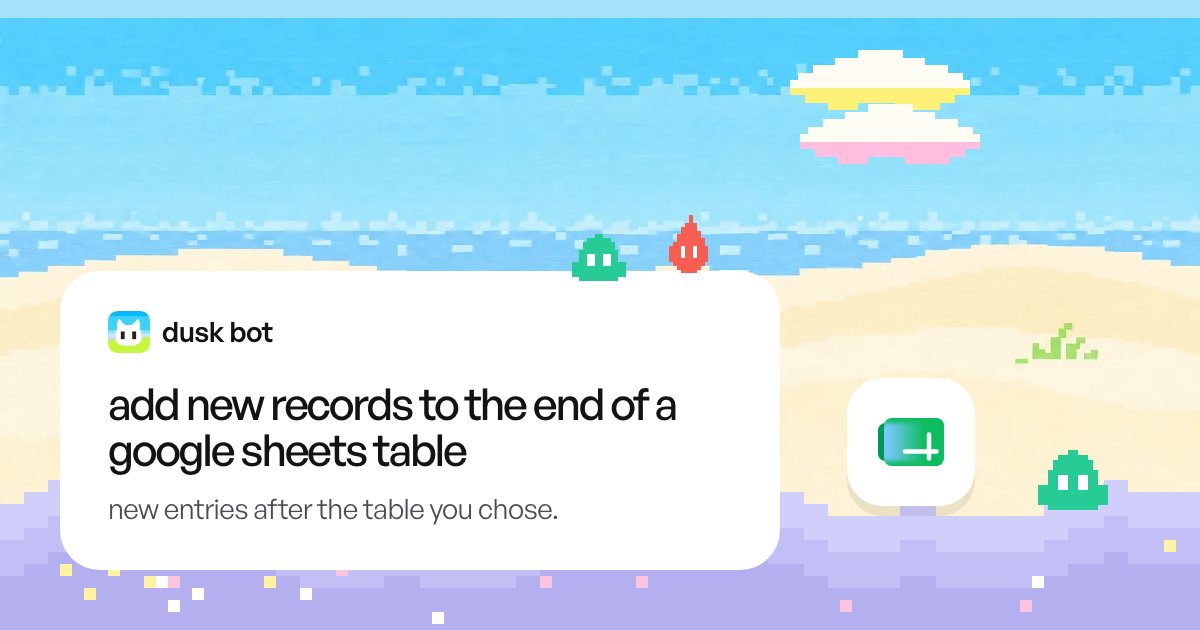 dusk bot
add new records to the end of a
google sheets table
new entries after the table you chose.